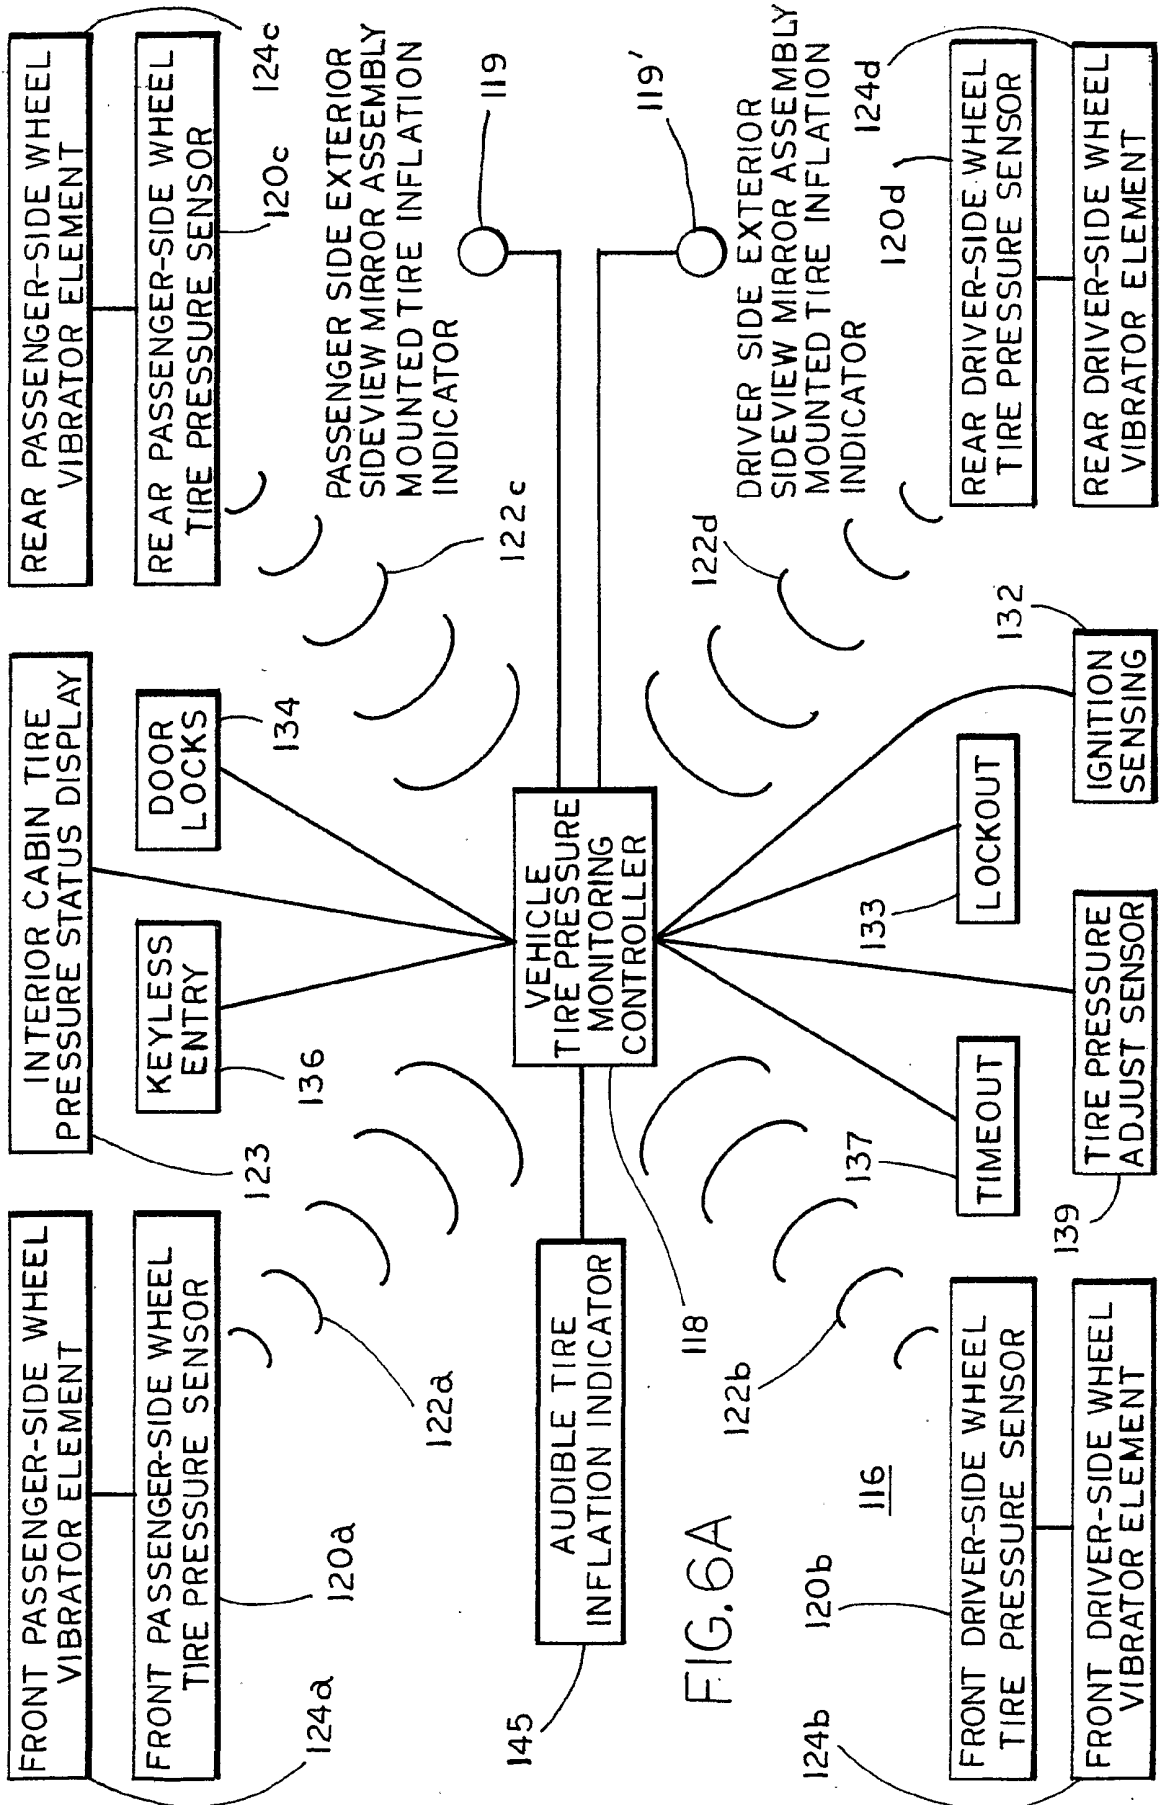 FRONT PASSENGER-SIDE WHEEL
VIBRATOR ELEMENT
INTERIOR CABIN TIRE
PRESSURE STATUS DISPLAY
REAR PASSENGER-SIDE WHEEL
VIBRATOR ELEMENT
FRONT PASSENGER-SIDE WHEEL
TIRE PRESSURE SENSOR
KEYLESS
ENTRY
DOOR
LOCKS
REAR PASSENGER-SIDE WHEEL
TIRE PRESSURE SENSOR
124a
120a
122a
123
136
134
120c
124c
PASSENGER SIDE EXTERIOR
SIDEVIEW MIRROR ASSEMBLY
MOUNTED TIRE INFLATION
INDICATOR
122c
119
145
AUDIBLE TIRE
INFLATION INDICATOR
VEHICLE
TIRE PRESSURE
MONITORING
CONTROLLER
118
119'
FIG. 6A
122b
122d
DRIVER SIDE EXTERIOR
SIDEVIEW MIRROR ASSEMBLY
MOUNTED TIRE INFLATION
INDICATOR
124b
120b
116
137
133
132
120d
124d
FRONT DRIVER-SIDE WHEEL
TIRE PRESSURE SENSOR
TIMEOUT
LOCKOUT
REAR DRIVER-SIDE WHEEL
TIRE PRESSURE SENSOR
139
FRONT DRIVER-SIDE WHEEL
VIBRATOR ELEMENT
TIRE PRESSURE
ADJUST SENSOR
IGNITION
SENSING
REAR DRIVER-SIDE WHEEL
VIBRATOR ELEMENT